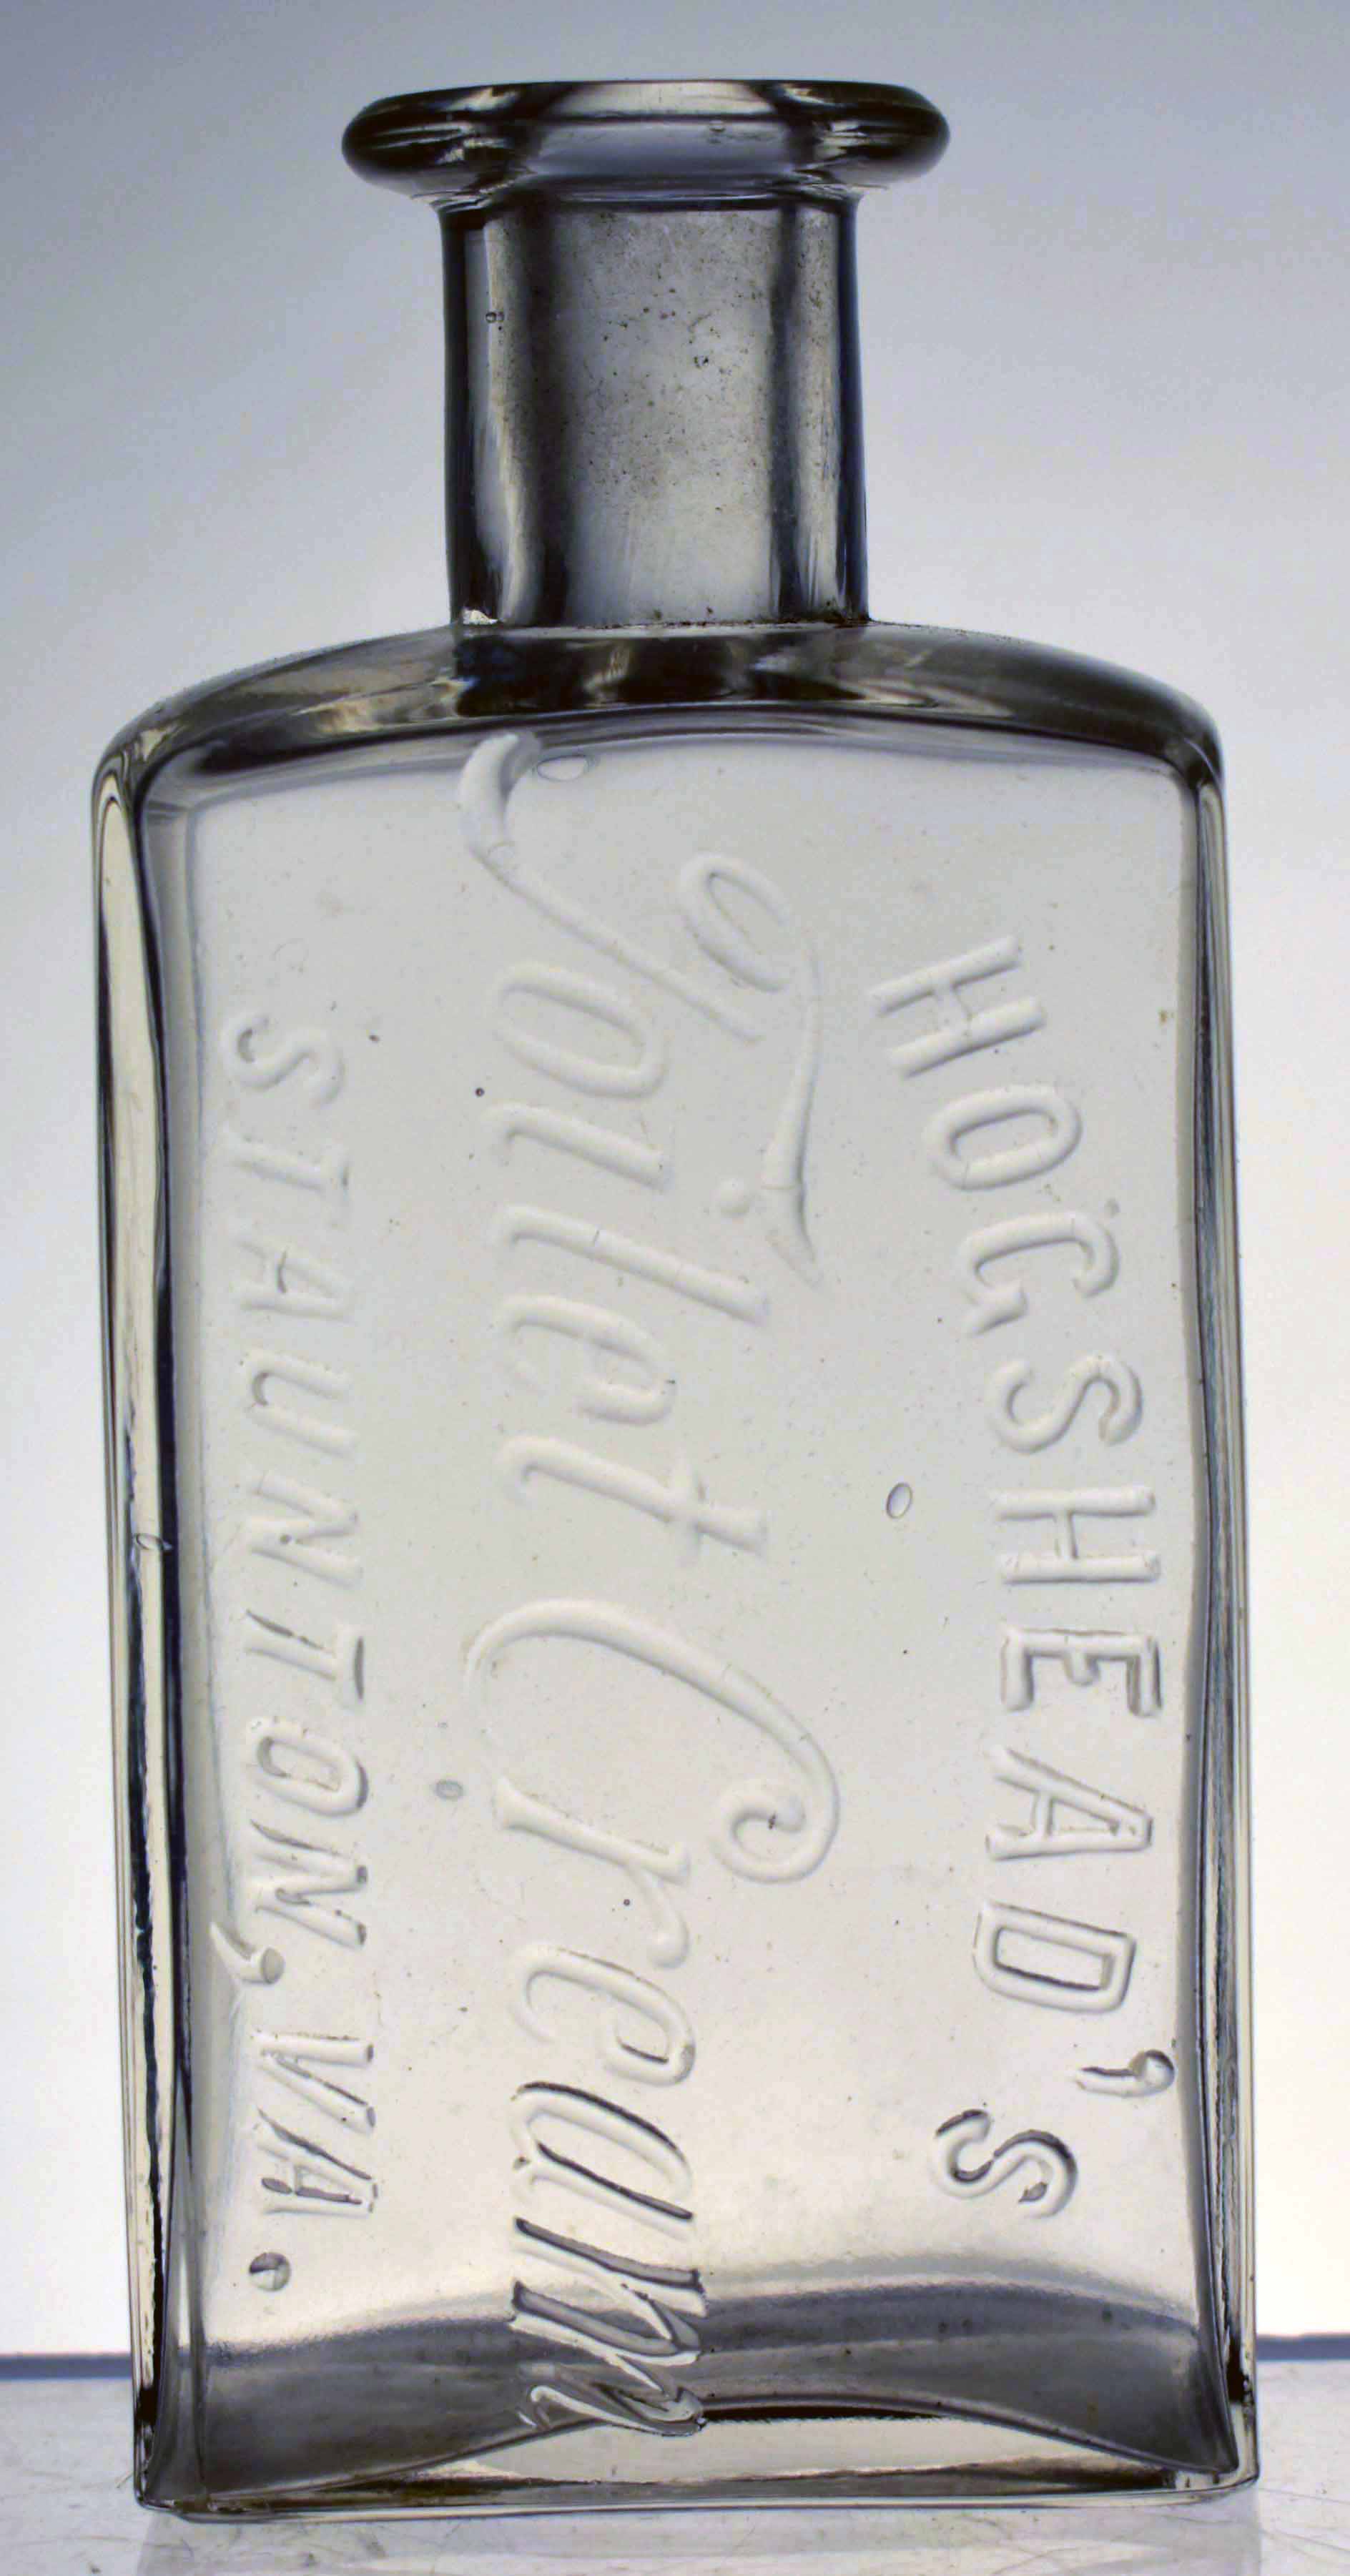 HOGSHEAD'S
Toilet Cream
STAUNTON, VA.